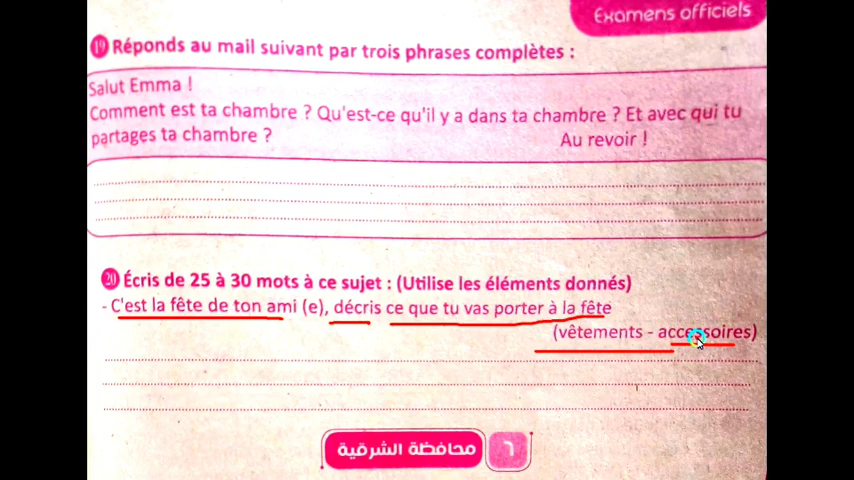 Examens officiels
19 Réponds au mail suivant par trois phrases complètes :
Salut Emma !
Comment est ta chambre ? Qu'est-ce qu'il y a dans ta chambre ? Et avec qui tu
partages ta chambre ?
Au revoir !
20 Écris de 25 à 30 mots à ce sujet : (Utilise les éléments donnés)
- C'est la fête de ton ami (e), décris ce que tu vas porter à la fête
(vêtements - accessoires)
محافظة الشرقية
٦